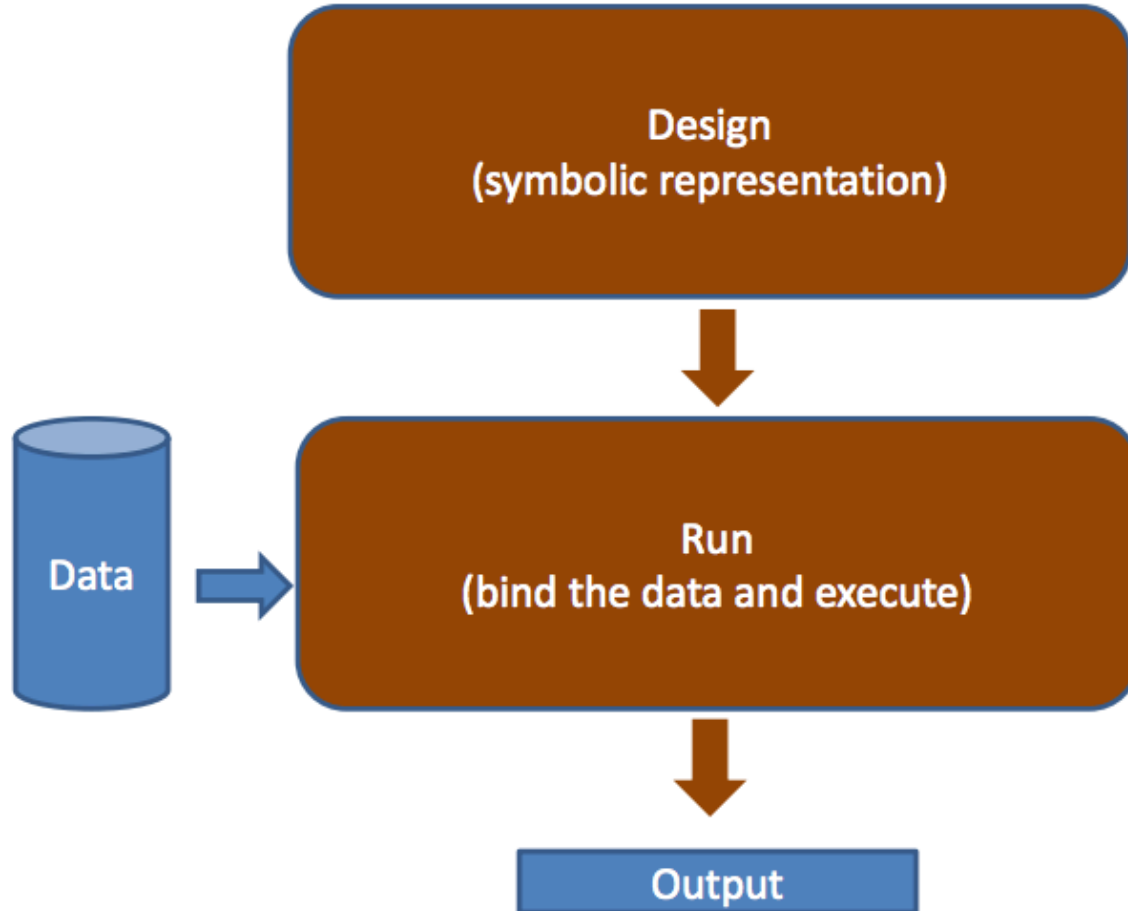 Design
(symbolic representation)
Data
Run
(bind the data and execute)
Output